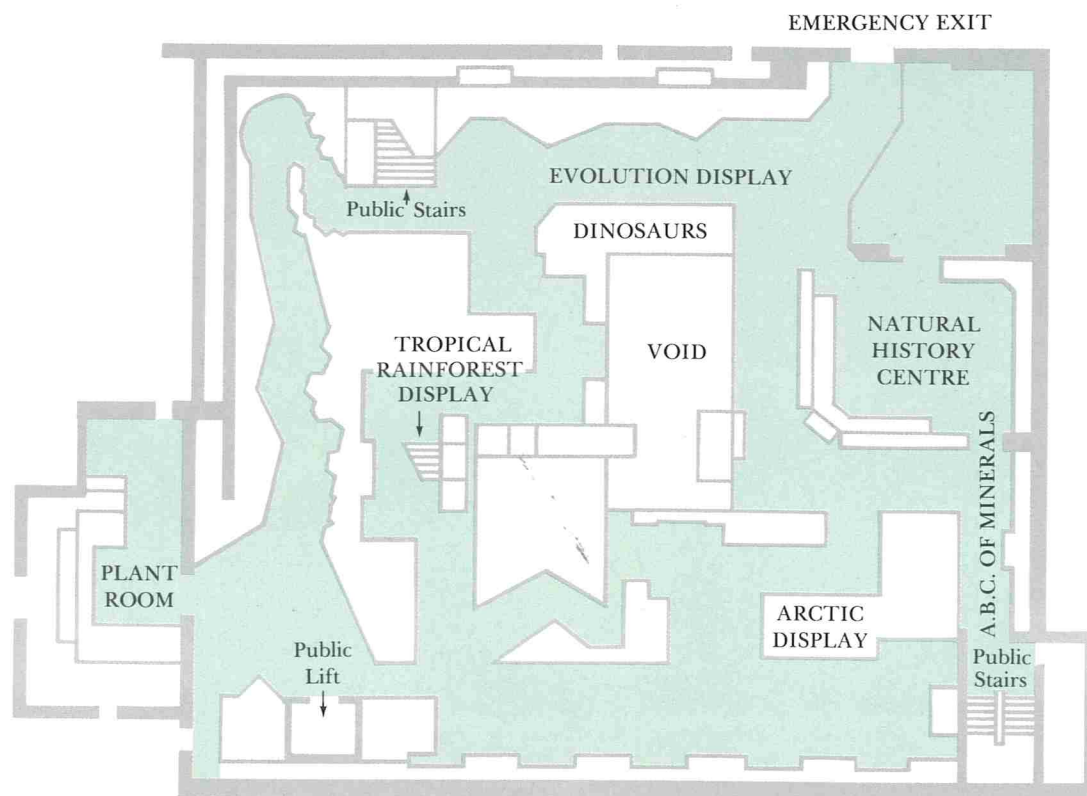 EMERGENCY EXIT
EVOLUTION DISPLAY
Public Stairs
DINOSAURS
TROPICAL
RAINFOREST
DISPLAY
VOID
NATURAL
HISTORY
CENTRE
A.B.C. OF MINERALS
PLANT
ROOM
ARCTIC
DISPLAY
Public
Lift
Public
Stairs